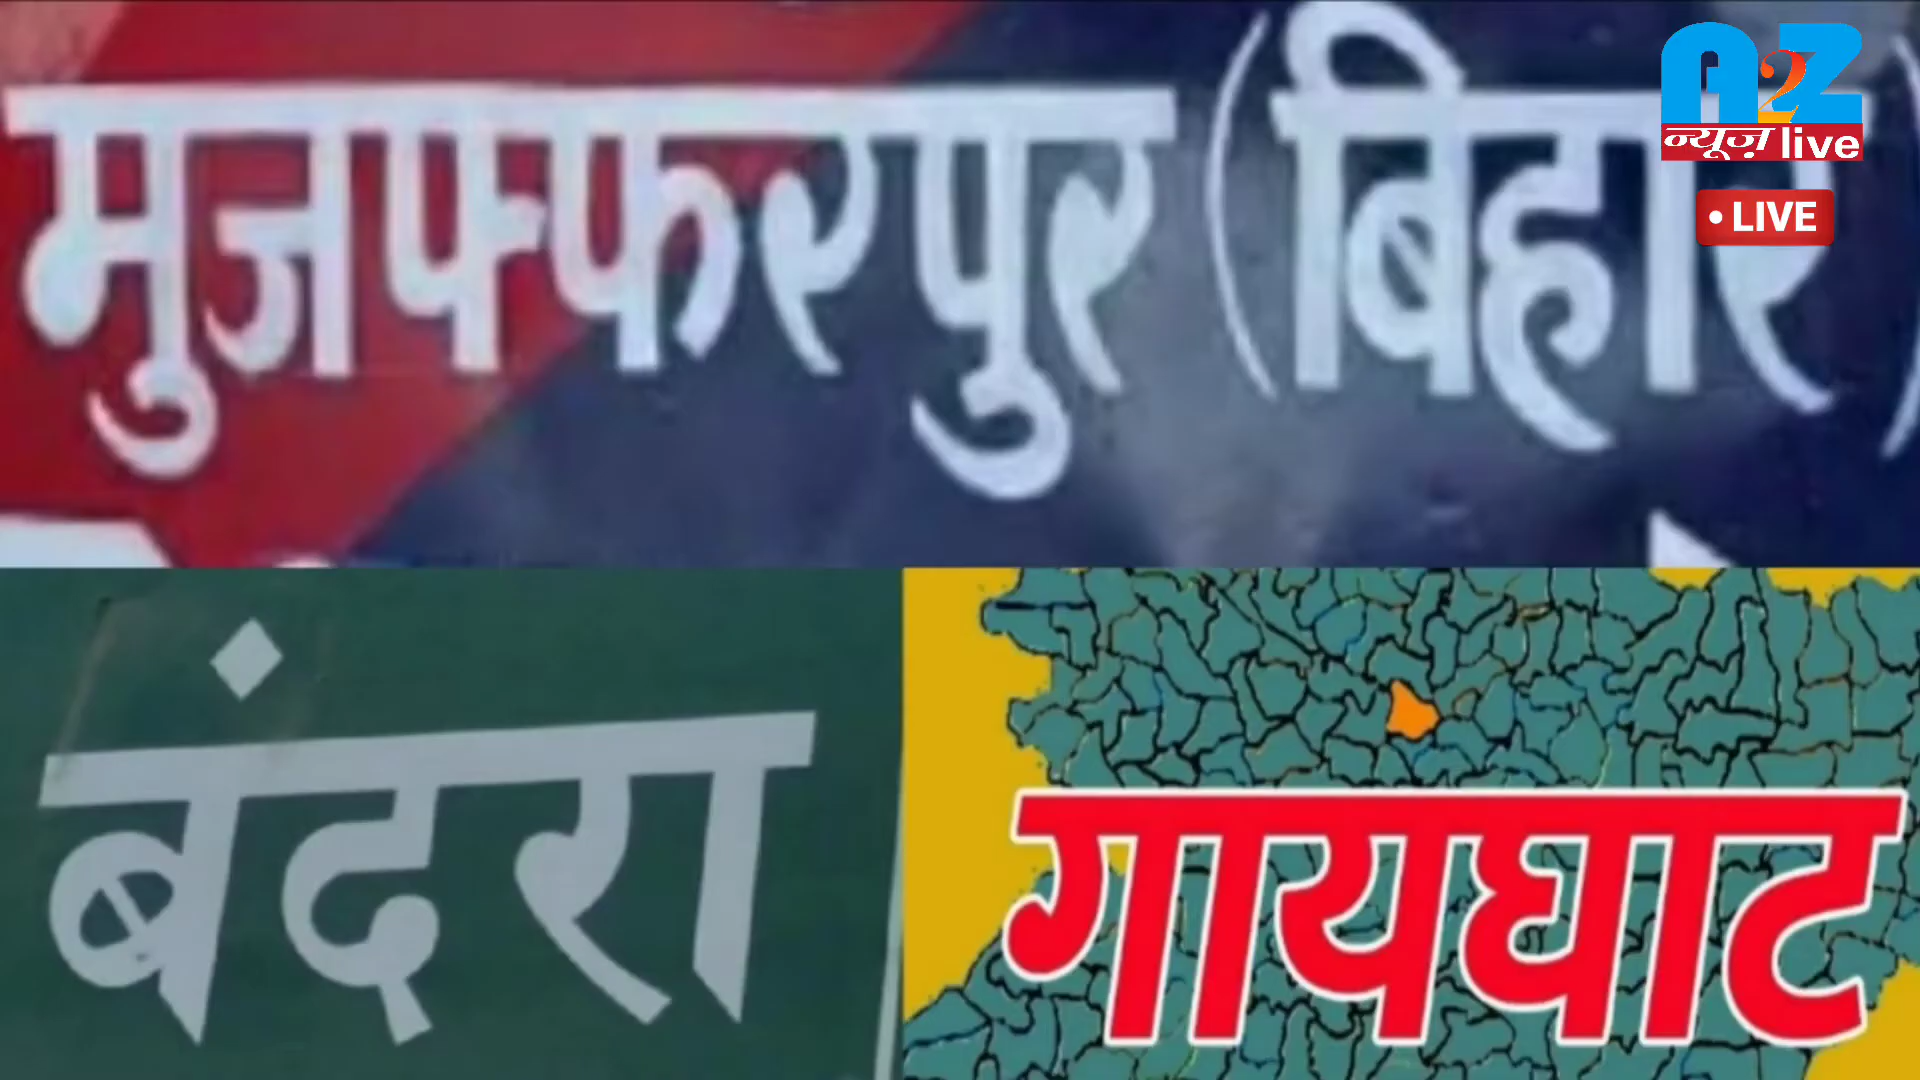 मुजफ्फरपुर (बिहार)
A2Z
न्यूज़ live
• LIVE
बंदरा
गायघाट